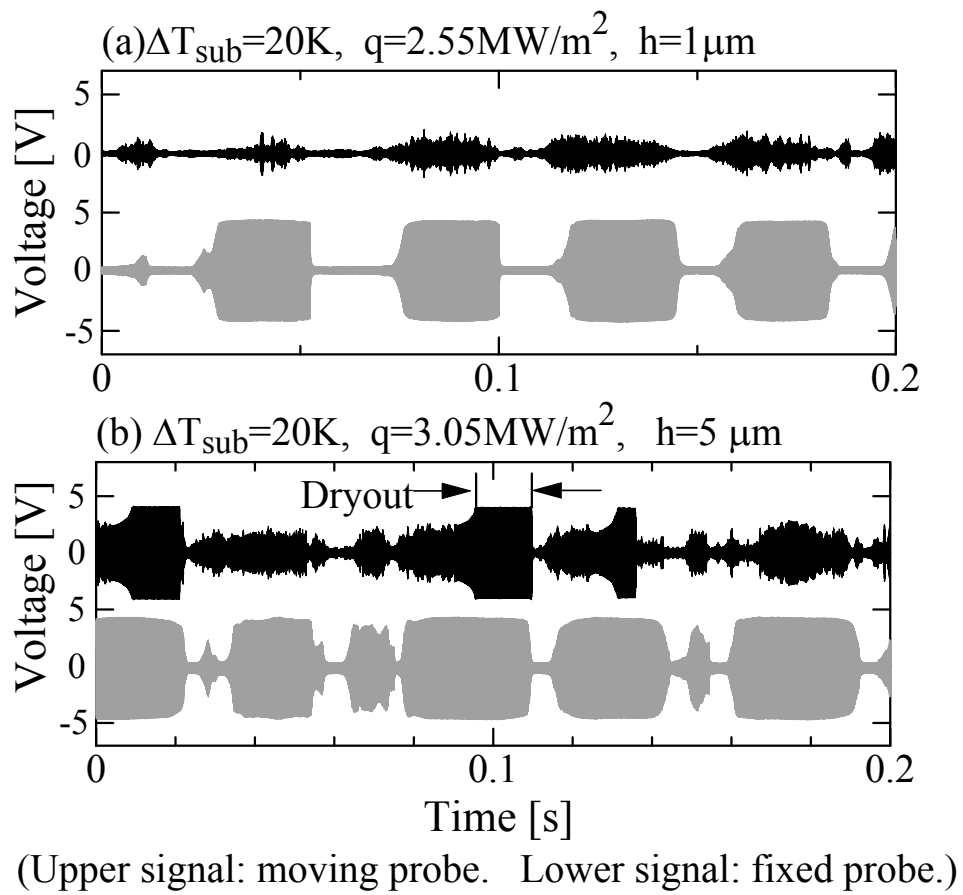 (a)ΔTsub=20K, q=2.55MW/m2, h=1μm
Voltage [V]
5
0
5
0
-5
0 0.1 0.2
(b) ΔTsub=20K, q=3.05MW/m2, h=5 μm
Voltage [V]
Dryout
5
0
5
0
-5
0 0.1 0.2
Time [s]
(Upper signal: moving probe. Lower signal: fixed probe.)